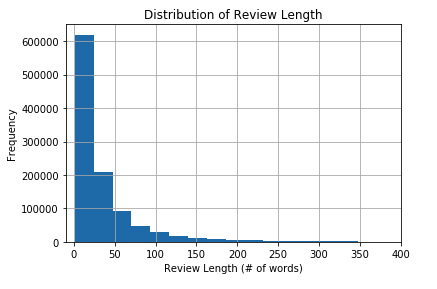 Distribution of Review Length
Frequency
600000
500000
400000
300000
200000
100000
0
0 50 100 150 200 250 300 350 400
Review Length (# of words)